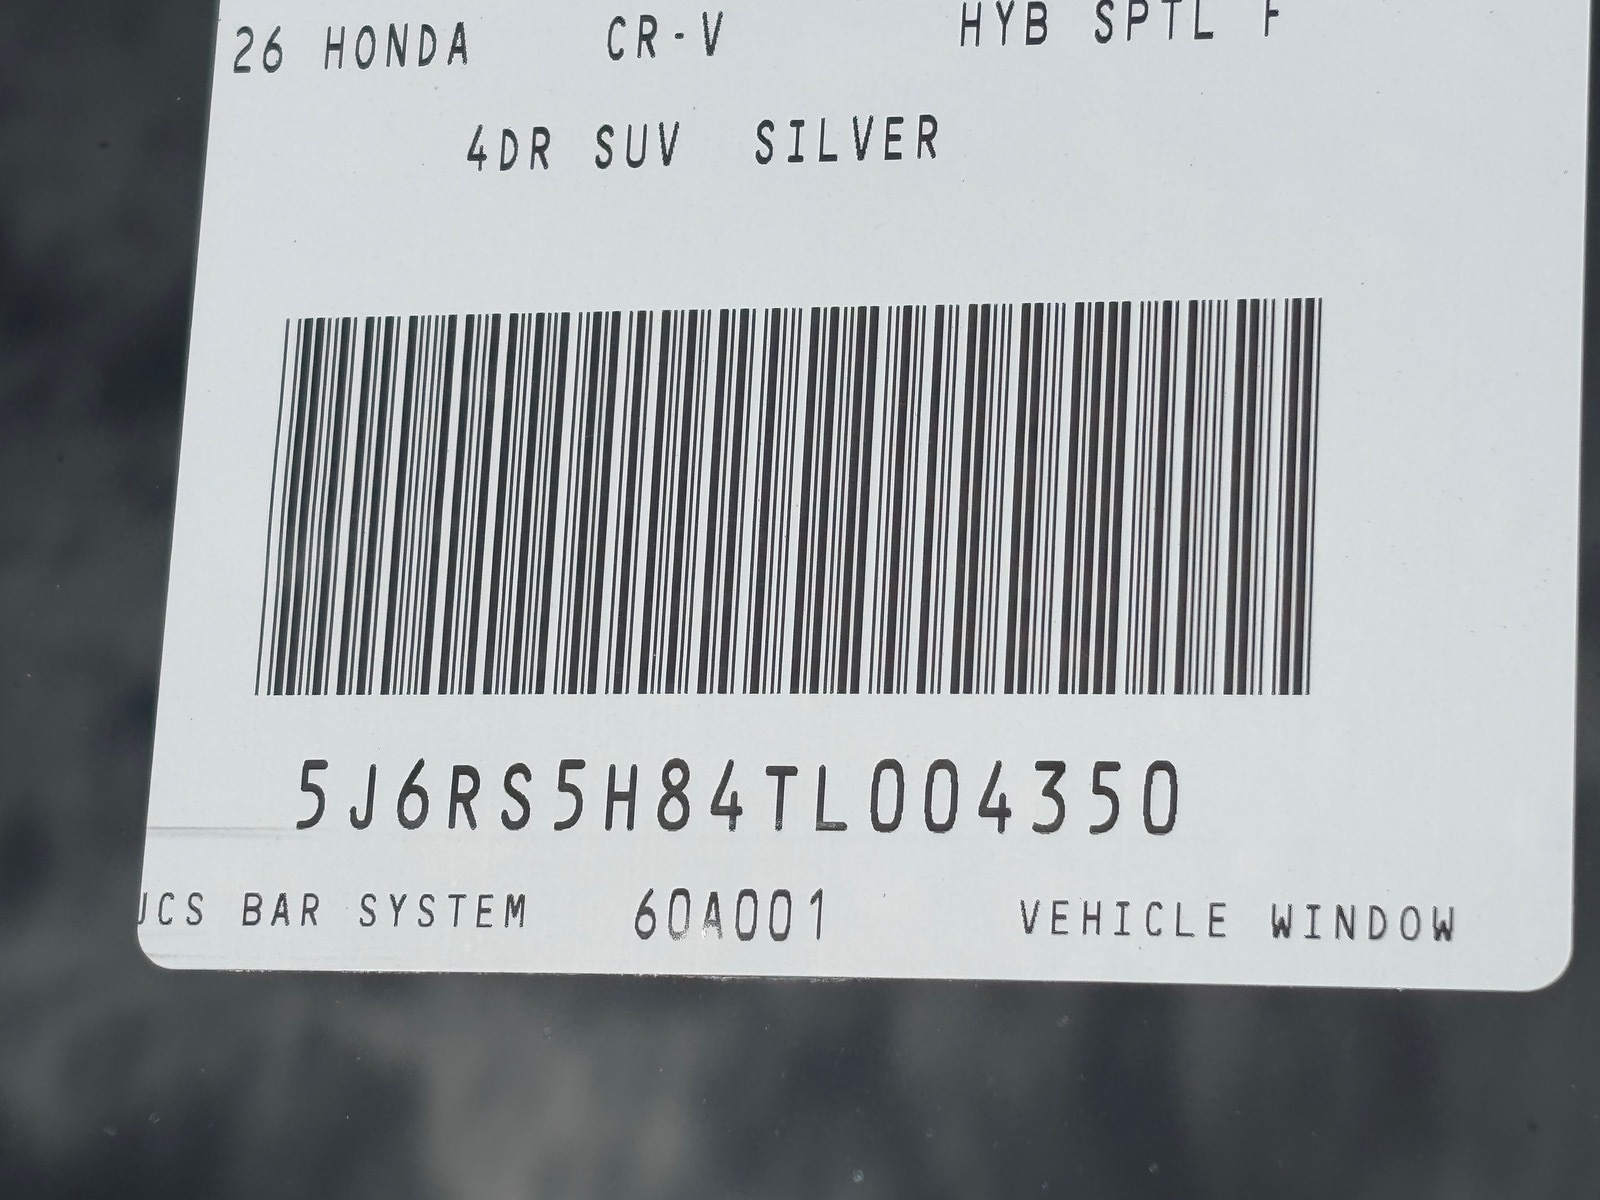 26 HONDA CR-V HYB SPTL F
4DR SUV SILVER
5J6RS5H84TL004350
UCS BAR SYSTEM 60A001 VEHICLE WINDOW